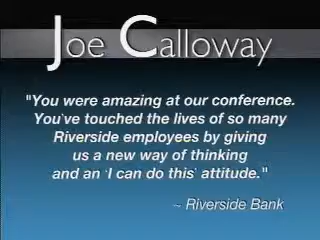 Joe Calloway
"You were amazing at our conference.
You've touched the lives of so many
Riverside employees by giving
us a new way of thinking
and an 'I can do this' attitude."
~ Riverside Bank